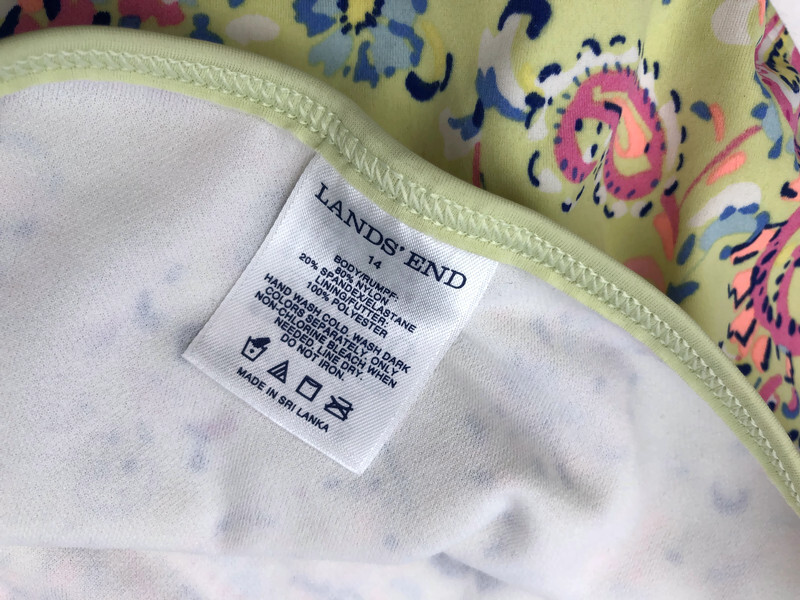 LANDS' END
14
BODY/RUMPF:
80% NYLON
20% SPANDEX/ELASTANE
LINING/FUTTER:
100% POLYESTER
HAND WASH COLD. WASH DARK
COLORS SEPARATELY. ONLY
NON-CHLORINE BLEACH WHEN
NEEDED. LINE DRY.
DO NOT IRON.
MADE IN SRI LANKA